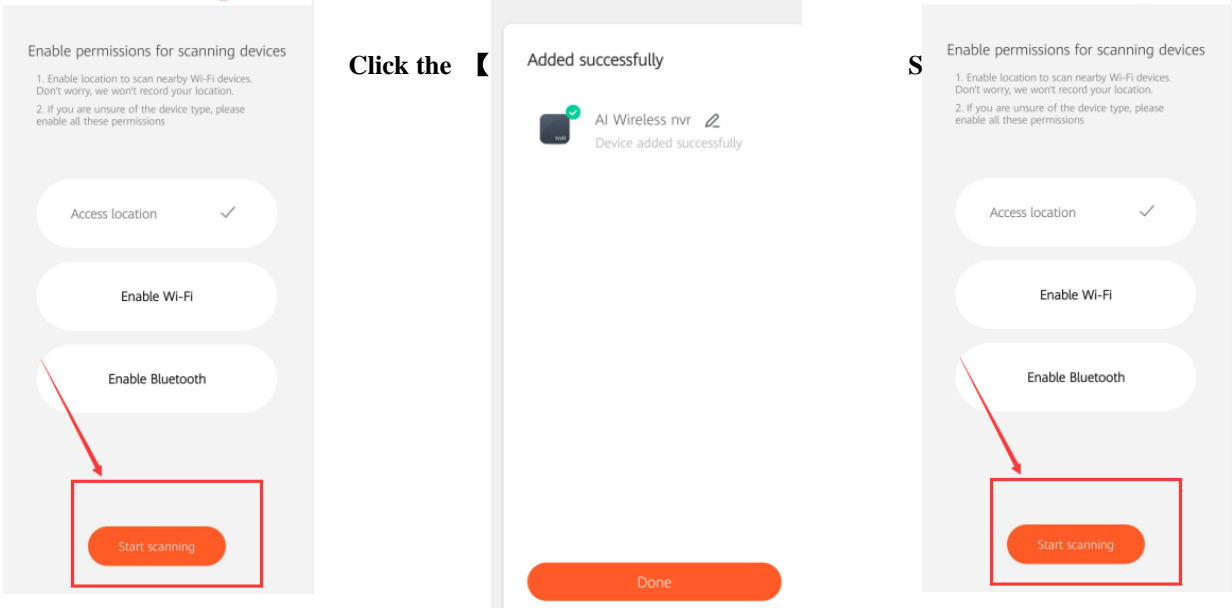 Enable permissions for scanning devices
1. Enable location to scan nearby Wi-Fi devices.
Don't worry, we won't record your location.
2. If you are unsure of the device type, please
enable all these permissions
Access location
Enable Wi-Fi
Enable Bluetooth
Start scanning
Click the 【
Added successfully
AI Wireless nvr
Device added successfully
Done
S
Enable permissions for scanning devices
1. Enable location to scan nearby Wi-Fi devices.
Don't worry, we won't record your location.
2. If you are unsure of the device type, please
enable all these permissions
Access location
Enable Wi-Fi
Enable Bluetooth
Start scanning